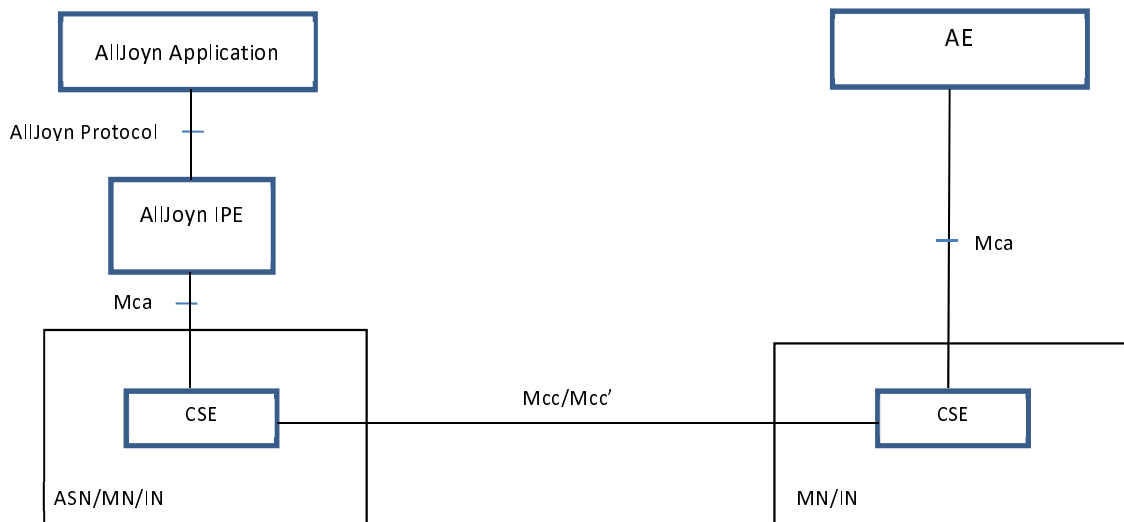 AllJoyn Application
AE
AllJoyn Protocol
AllJoyn IPE
Mca
Mca
Mcc/Mcc’
CSE
CSE
ASN/MN/IN
MN/IN